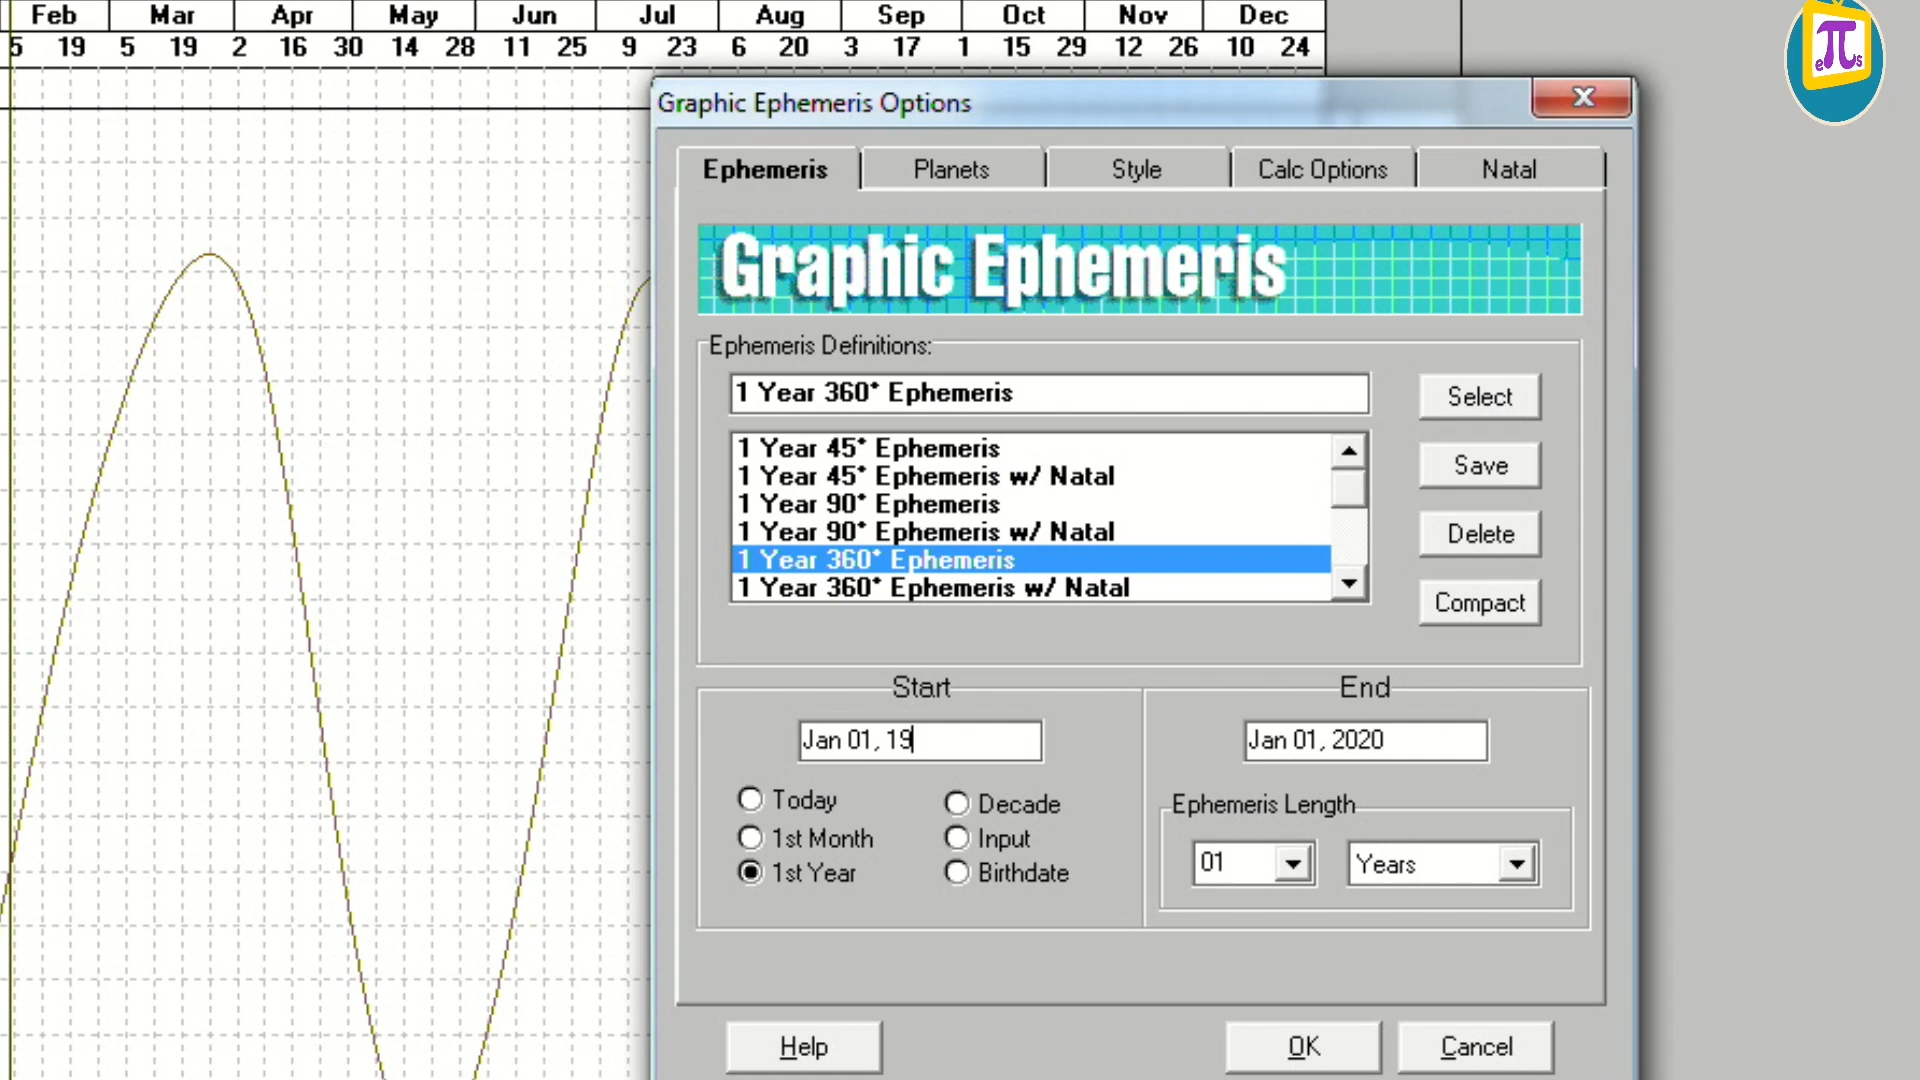 Feb Mar Apr May Jun Jul Aug Sep Oct Nov Dec
5 19 5 19 2 16 30 14 28 11 25 9 23 6 20 3 17 1 15 29 12 26 10 24
π
e s
Graphic Ephemeris Options
Ephemeris Planets Style Calc Options Natal
Graphic Ephemeris
Ephemeris Definitions:
1 Year 360° Ephemeris
Select
1 Year 45° Ephemeris
1 Year 45° Ephemeris w/ Natal
Save
1 Year 90° Ephemeris
1 Year 90° Ephemeris w/ Natal
Delete
1 Year 360° Ephemeris
1 Year 360° Ephemeris w/ Natal
Compact
Start End
Jan 01, 19 Jan 01, 2020
Today Decade Ephemeris Length
1st Month Input
01 Years
1st Year Birthdate
Help OK Cancel